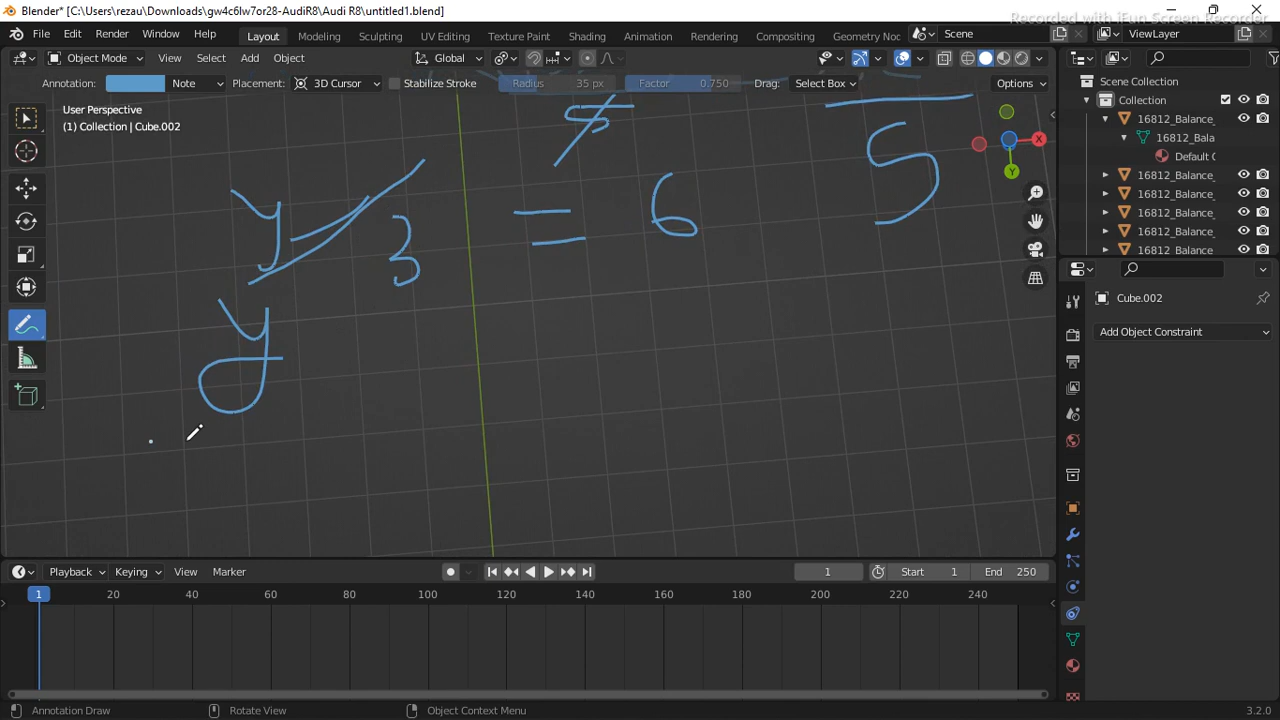 Blender* [C:\Users\rezau\Downloads\gw4c6lw7or28-AudiR8\Audi R8\untitled1.blend]
Recorded with iFun Screen Recorder
File Edit Render Window Help Layout Modeling Sculpting UV Editing Texture Paint Shading Animation Rendering Compositing Geometry Noc Scene ViewLayer
Object Mode View Select Add Object Global
Annotation: Note Placement: 3D Cursor Stabilize Stroke Radius 35 px Factor 0.750 Drag: Select Box Options
User Perspective
(1) Collection | Cube.002
Scene Collection
Collection
16812_Balance_
16812_Bala
Default
16812_Balance_
16812_Balance_
16812_Balance_
16812_Balance_
16812_Balance_
X
Y
5
y 3 = 6
y
Cube.002
Add Object Constraint
Playback Keying View Marker 1 Start 1 End 250
1 20 40 60 80 100 120 140 160 180 200 220 240
Annotation Draw Rotate View Object Context Menu 3.2.0